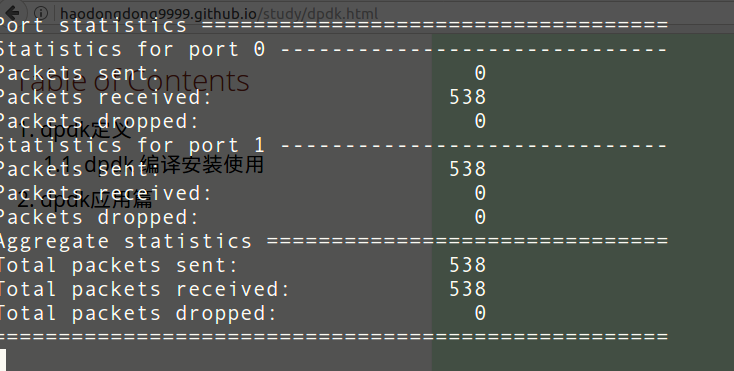 haodongdong9999.github.io/study/dpdk.html
Port statistics ====================================
Statistics for port 0 ------------------------------
Packets sent: 0
Table of Contents
Packets received: 538
Packets dropped: 0
1. dpdk定义
Statistics for port 1 ------------------------------
Packets sent: 538
1.1. dpdk 编译安装使用
Packets received: 0
2. dpdk应用篇
Packets dropped: 0
Aggregate statistics ===============================
Total packets sent: 538
Total packets received: 538
Total packets dropped: 0
====================================================